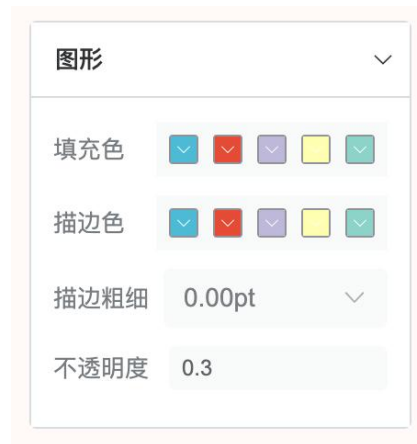 图形
填充色
描边色
描边粗细 0.00pt
不透明度 0.3